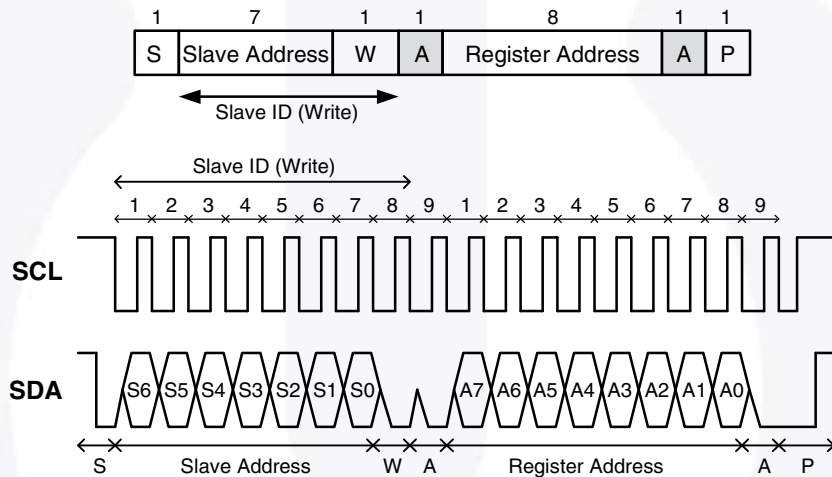 1 7 1 1 8 1 1
S Slave Address W A Register Address A P
Slave ID (Write)
Slave ID (Write)
1 2 3 4 5 6 7 8 9 1 2 3 4 5 6 7 8 9
SCL
SDA S6 S5 S4 S3 S2 S1 S0 A7 A6 A5 A4 A3 A2 A1 A0
S Slave Address W A Register Address A P